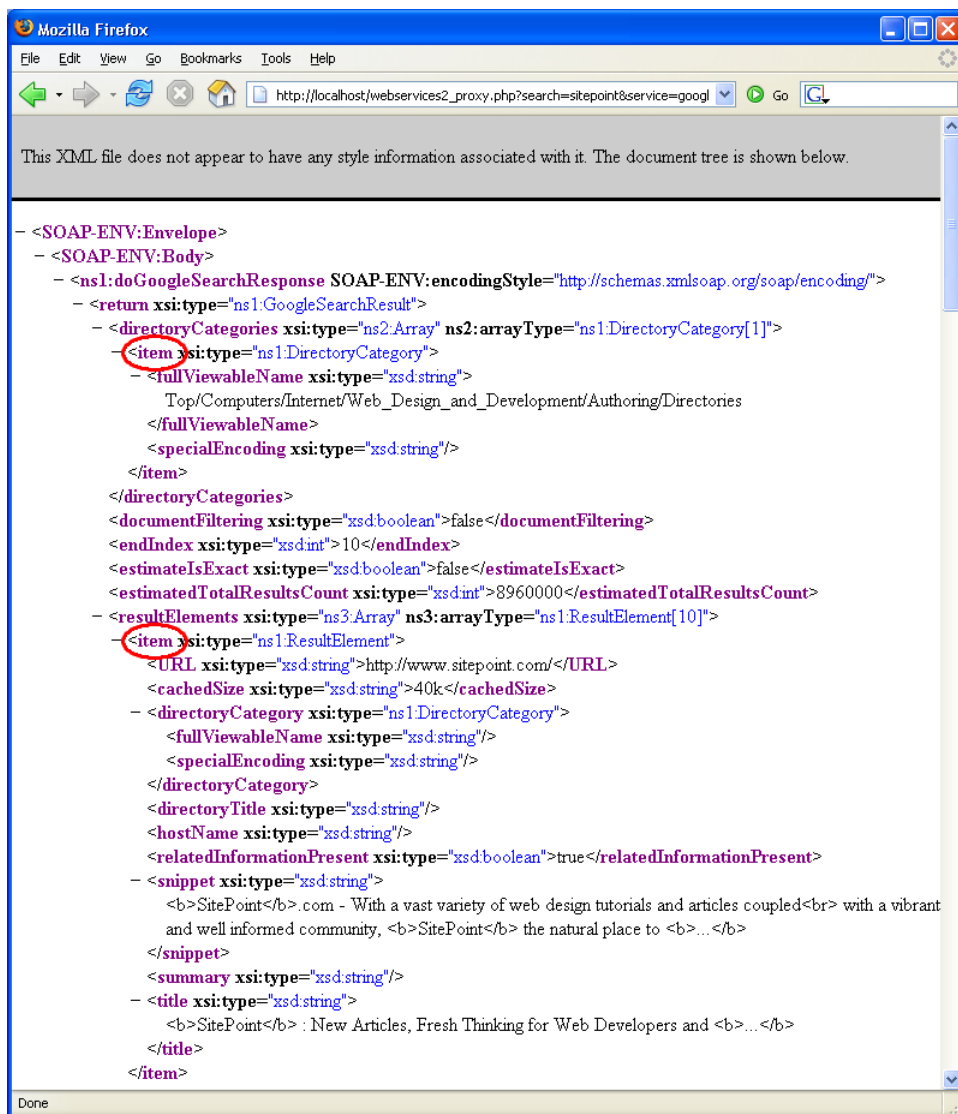 Mozilla Firefox
File Edit View Go Bookmarks Tools Help
http://localhost/webservices2_proxy.php?search=sitepoint&service=googl Go G
This XML file does not appear to have any style information associated with it. The document tree is shown below.
− <SOAP-ENV:Envelope>
− <SOAP-ENV:Body>
− <ns1:doGoogleSearchResponse SOAP-ENV:encodingStyle="http://schemas.xmlsoap.org/soap/encoding/">
− <return xsi:type="ns1:GoogleSearchResult">
− <directoryCategories xsi:type="ns2:Array" ns2:arrayType="ns1:DirectoryCategory[1]">
− <item xsi:type="ns1:DirectoryCategory">
− <fullViewableName xsi:type="xsd:string">
Top/Computers/Internet/Web_Design_and_Development/Authoring/Directories
</fullViewableName>
<specialEncoding xsi:type="xsd:string"/>
</item>
</directoryCategories>
<documentFiltering xsi:type="xsd:boolean">false</documentFiltering>
<endIndex xsi:type="xsd:int">10</endIndex>
<estimateIsExact xsi:type="xsd:boolean">false</estimateIsExact>
<estimatedTotalResultsCount xsi:type="xsd:int">8960000</estimatedTotalResultsCount>
− <resultElements xsi:type="ns3:Array" ns3:arrayType="ns1:ResultElement[10]">
− <item xsi:type="ns1:ResultElement">
<URL xsi:type="xsd:string">http://www.sitepoint.com/</URL>
<cachedSize xsi:type="xsd:string">40k</cachedSize>
− <directoryCategory xsi:type="ns1:DirectoryCategory">
<fullViewableName xsi:type="xsd:string"/>
<specialEncoding xsi:type="xsd:string"/>
</directoryCategory>
<directoryTitle xsi:type="xsd:string"/>
<hostName xsi:type="xsd:string"/>
<relatedInformationPresent xsi:type="xsd:boolean">true</relatedInformationPresent>
− <snippet xsi:type="xsd:string">
<b>SitePoint</b>.com - With a vast variety of web design tutorials and articles coupled<br> with a vibrant
and well informed community, <b>SitePoint</b> the natural place to <b>...</b>
</snippet>
<summary xsi:type="xsd:string"/>
− <title xsi:type="xsd:string">
<b>SitePoint</b> : New Articles, Fresh Thinking for Web Developers and <b>...</b>
</title>
</item>
Done